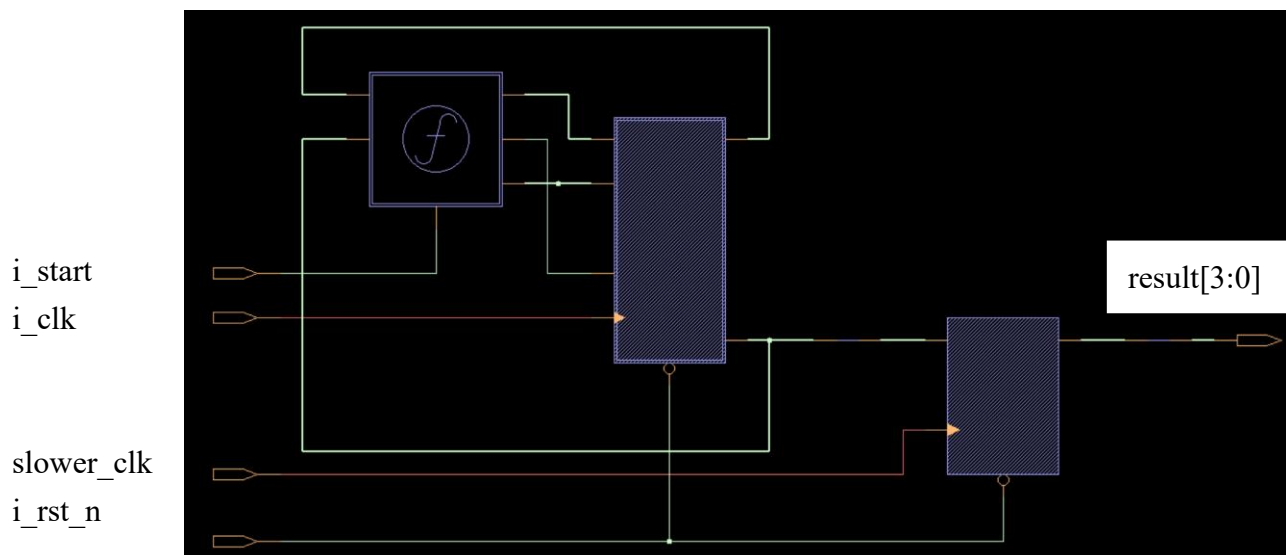 i_start
i_clk
result[3:0]
slower_clk
i_rst_n